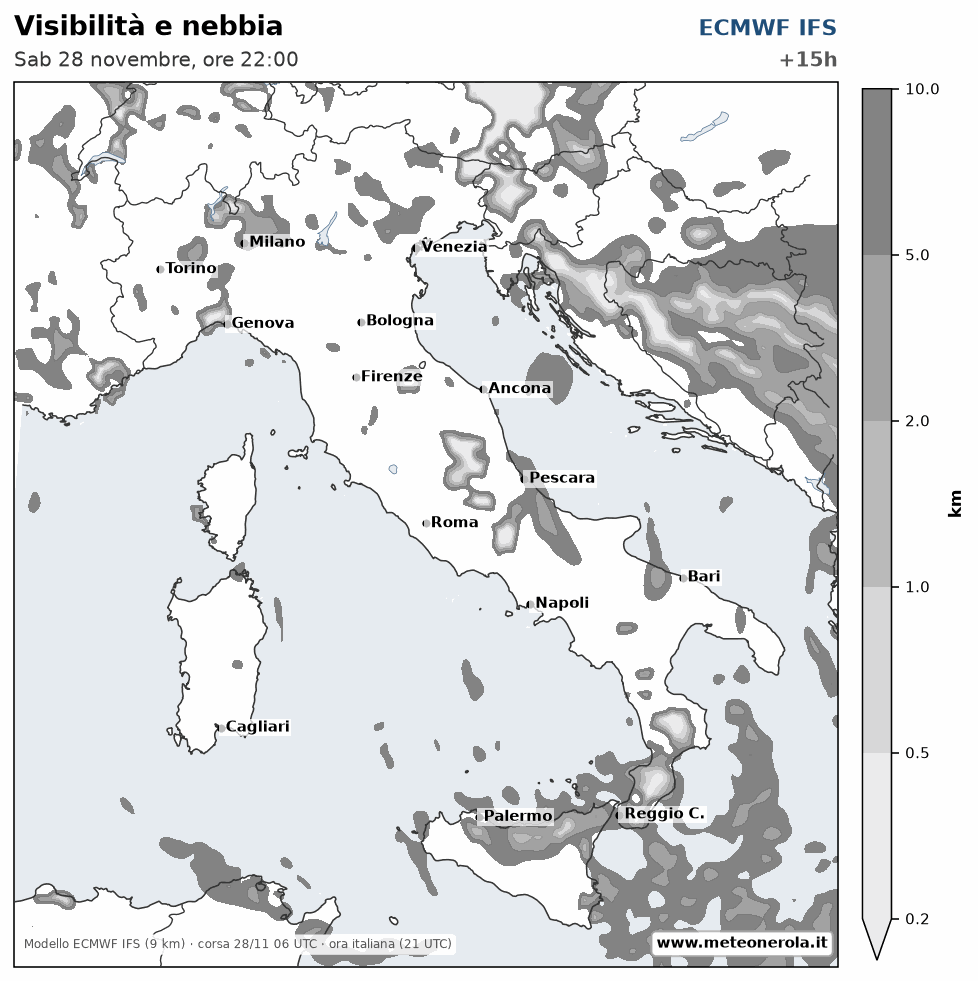 Visibilità e nebbia
ECMWF IFS
Sab 28 novembre, ore 22:00
+15h
10.0
5.0
2.0
1.0
0.5
0.2
km
Milano
Venezia
Torino
Genova
Bologna
Firenze
Ancona
Pescara
Roma
Bari
Napoli
Cagliari
Palermo
Reggio C.
Modello ECMWF IFS (9 km) · corsa 28/11 06 UTC · ora italiana (21 UTC)
www.meteonerola.it